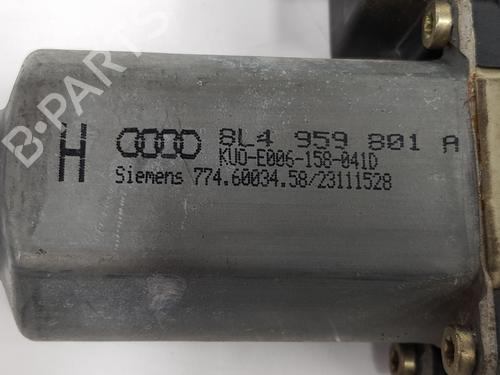 H 8L4 959 801 A
KUO-E006-158-041D
Siemens 774.60034.58/23111528
B-PARTS